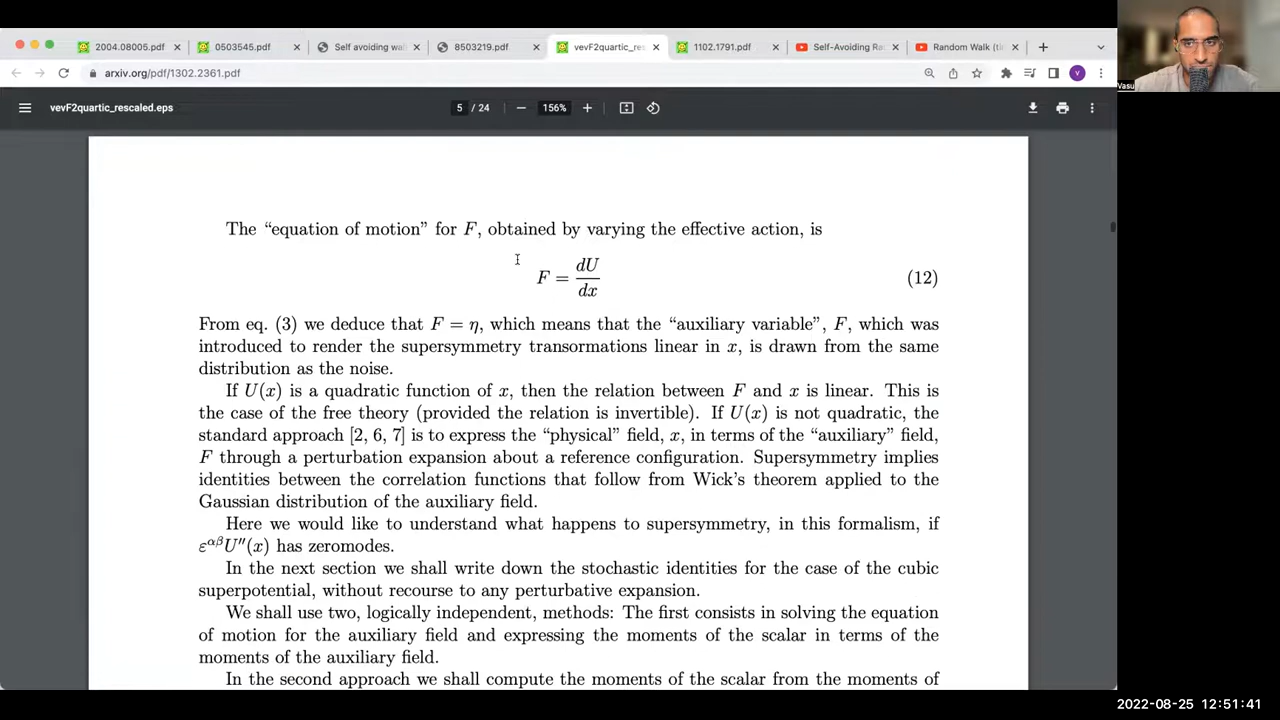 2004.08005.pdf
0503545.pdf
Self avoiding wal
8503219.pdf
vevF2quartic_res
1102.1791.pdf
Self-Avoiding Ra
Random Walk (tl
arxiv.org/pdf/1302.2361.pdf
V
Vasu
vevF2quartic_rescaled.eps
5 / 24
156%
The “equation of motion” for F, obtained by varying the effective action, is
F = dU/dx (12)
From eq. (3) we deduce that F = η, which means that the “auxiliary variable”, F, which was
introduced to render the supersymmetry transormations linear in x, is drawn from the same
distribution as the noise.
If U(x) is a quadratic function of x, then the relation between F and x is linear. This is
the case of the free theory (provided the relation is invertible). If U(x) is not quadratic, the
standard approach [2, 6, 7] is to express the “physical” field, x, in terms of the “auxiliary” field,
F through a perturbation expansion about a reference configuration. Supersymmetry implies
identities between the correlation functions that follow from Wick's theorem applied to the
Gaussian distribution of the auxiliary field.
Here we would like to understand what happens to supersymmetry, in this formalism, if
ε^{αβ}U″(x) has zeromodes.
In the next section we shall write down the stochastic identities for the case of the cubic
superpotential, without recourse to any perturbative expansion.
We shall use two, logically independent, methods: The first consists in solving the equation
of motion for the auxiliary field and expressing the moments of the scalar in terms of the
moments of the auxiliary field.
In the second approach we shall compute the moments of the scalar from the moments of
2022-08-25 12:51:41